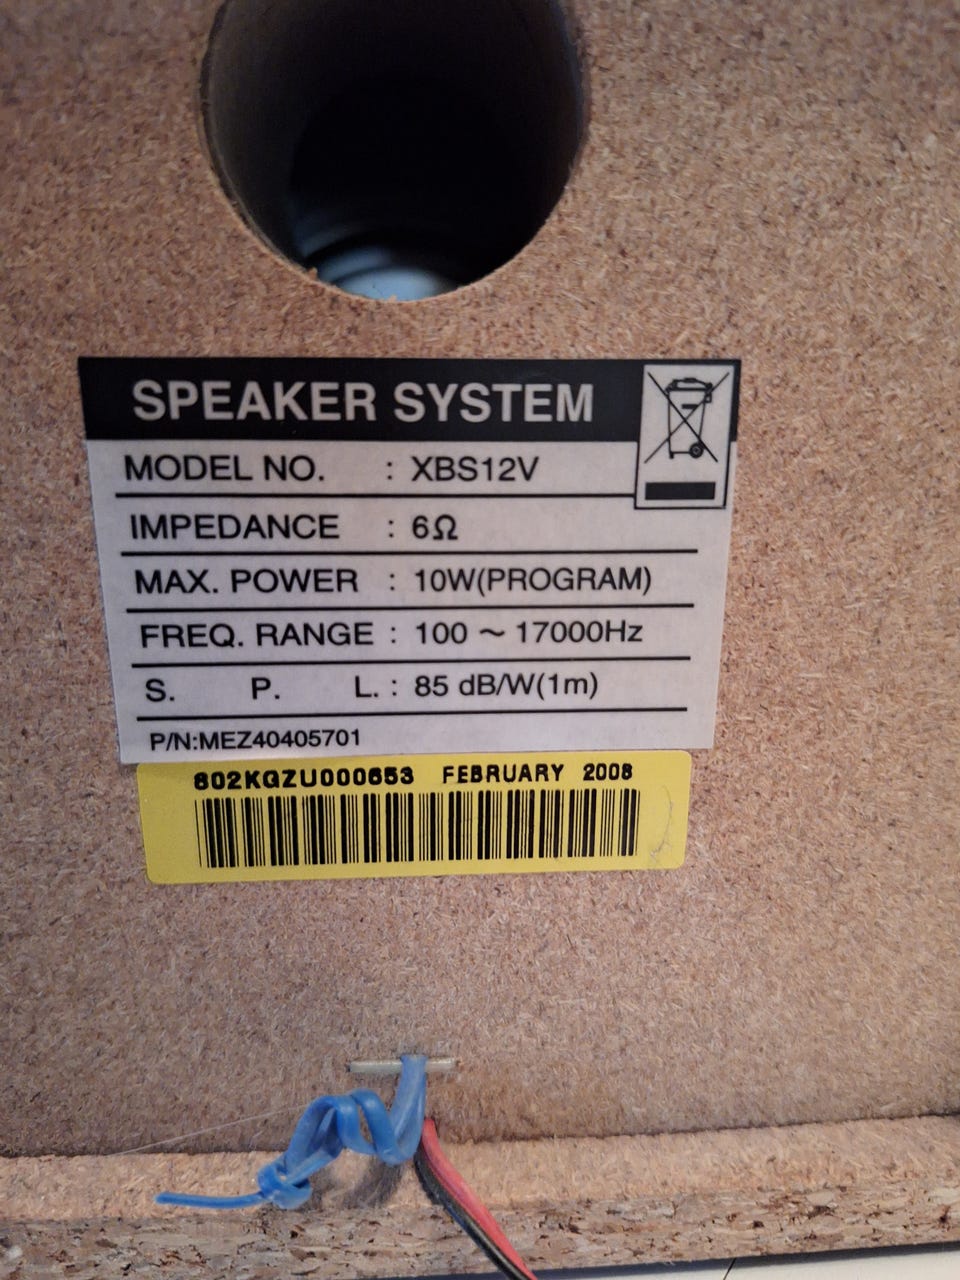 SPEAKER SYSTEM
MODEL NO. : XBS12V
IMPEDANCE : 6Ω
MAX. POWER : 10W(PROGRAM)
FREQ. RANGE : 100 ~ 17000Hz
S. P. L. : 85 dB/W(1m)
P/N:MEZ40405701
802KGZU000653 FEBRUARY 2008